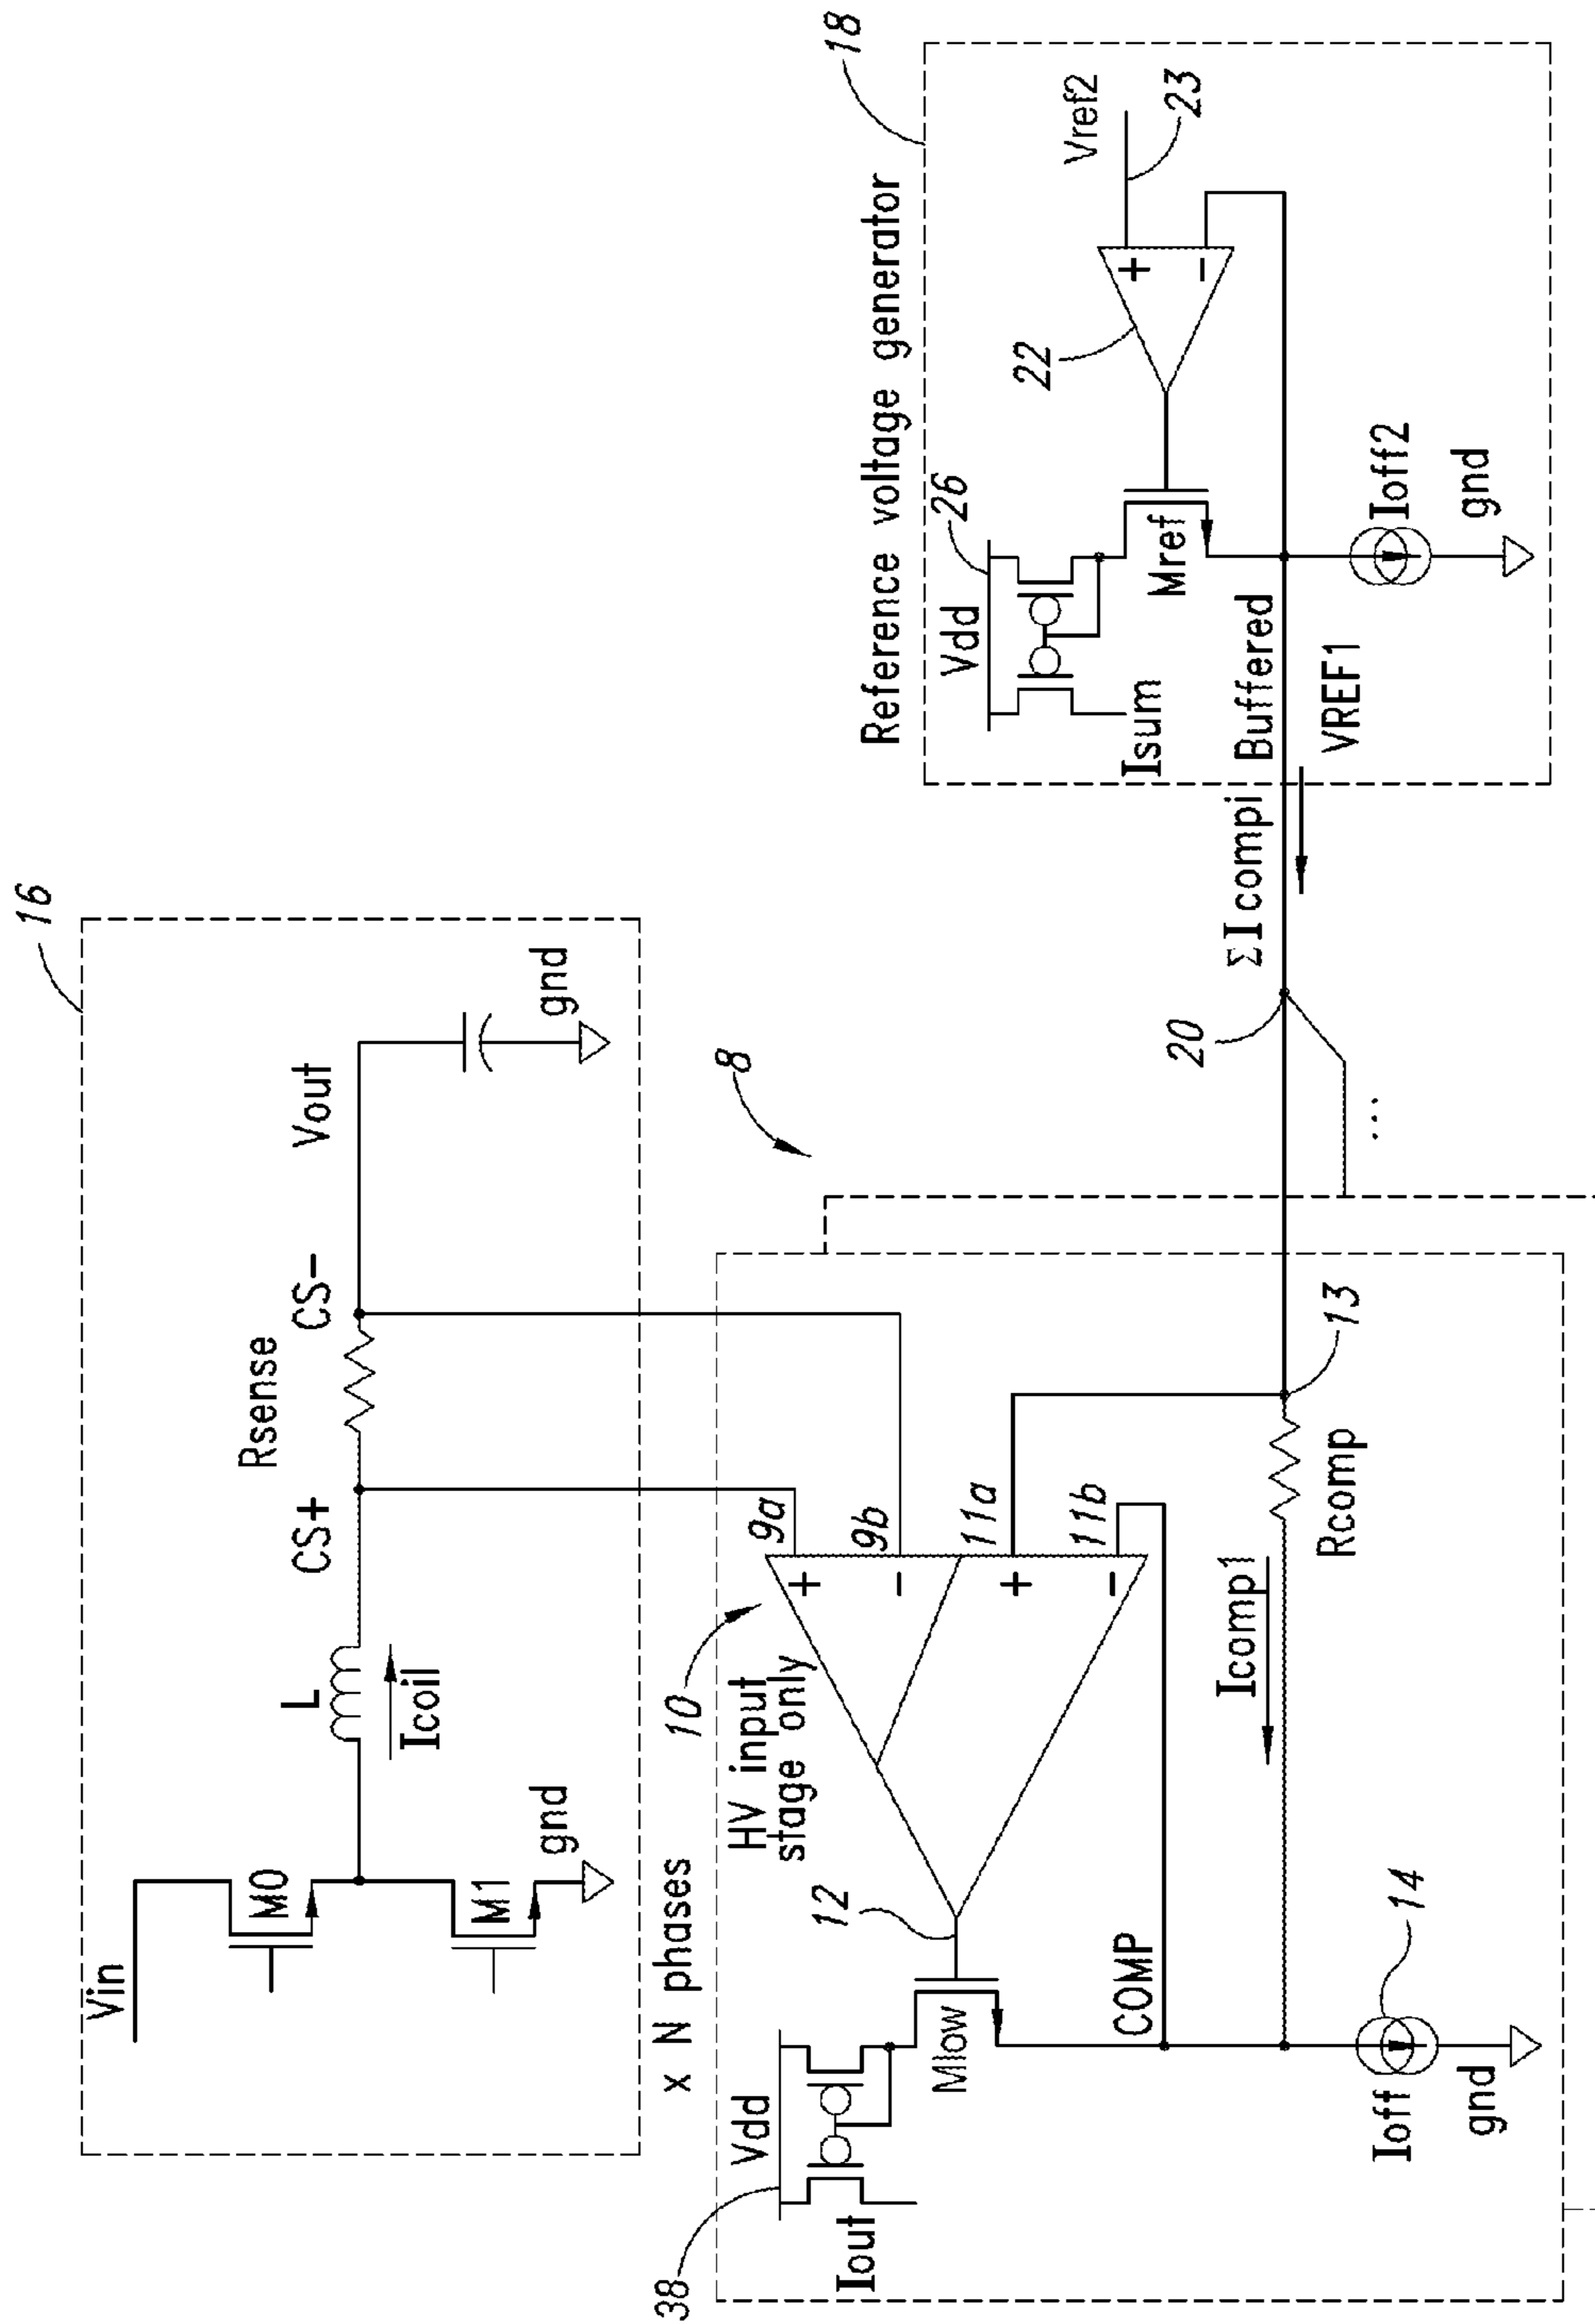 16
Vin
M0
M1
gnd
L
Icoil
CS+
Rsense
CS-
Vout
gnd
x N phases
8
38
Vdd
Iout
Mlow
12
HV input
stage only
10
+
-
+
-
9a
9b
11a
11b
COMP
Icomp1
Rcomp
13
Ioff
14
gnd
20
...
ΣIcompi
Reference voltage generator
18
Vdd
26
Isum
Mref
22
+
-
Vref2
23
Buffered
VREF1
Ioff2
gnd